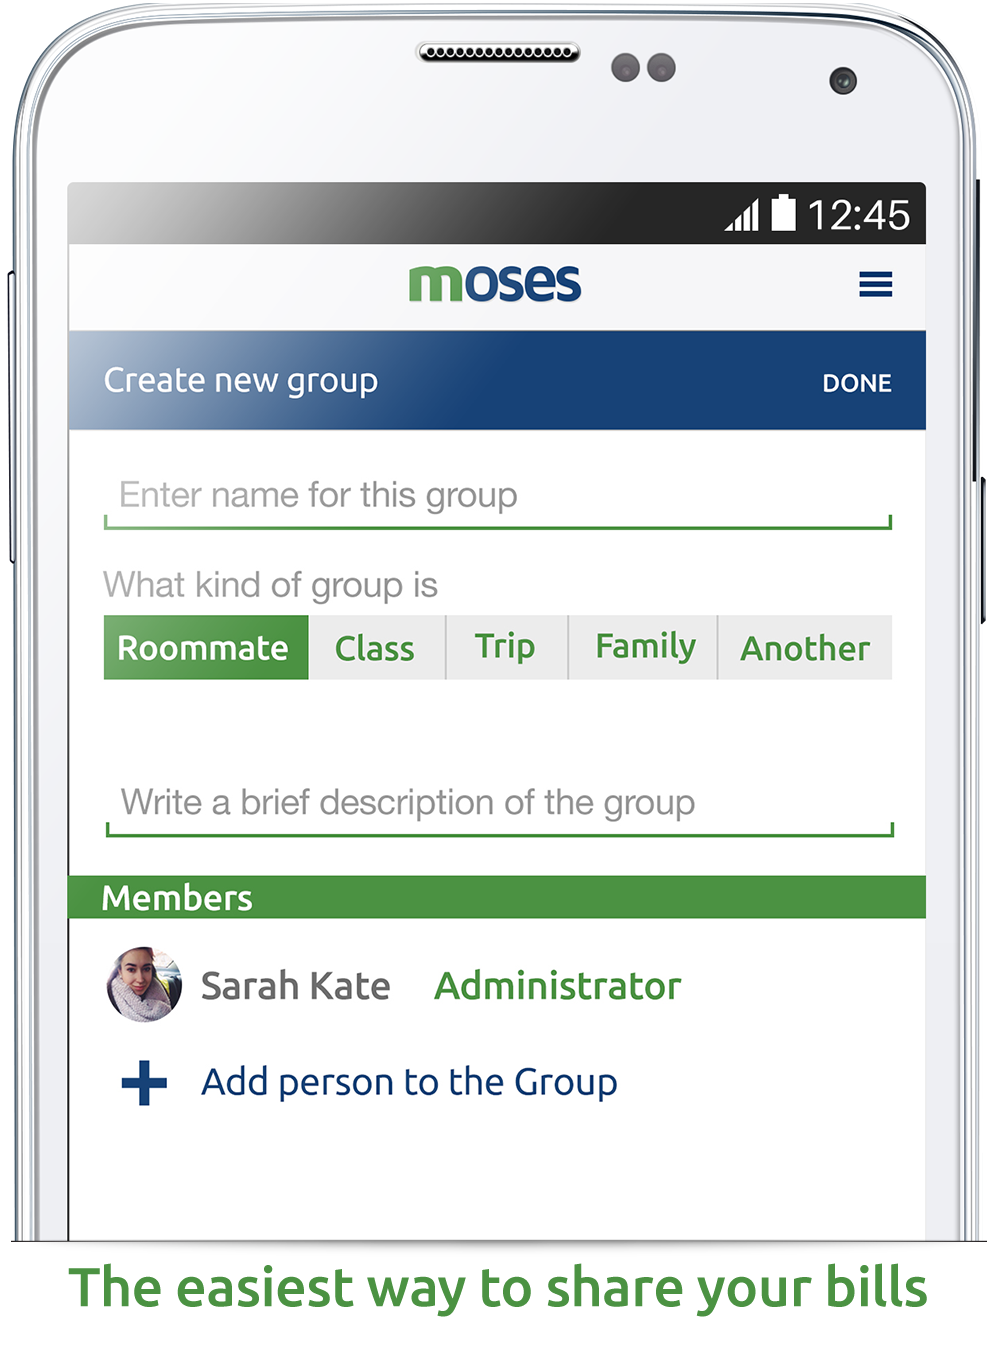 12:45
moses
Create new group DONE
Enter name for this group
What kind of group is
Roommate Class Trip Family Another
Write a brief description of the group
Members
Sarah Kate Administrator
Add person to the Group
The easiest way to share your bills